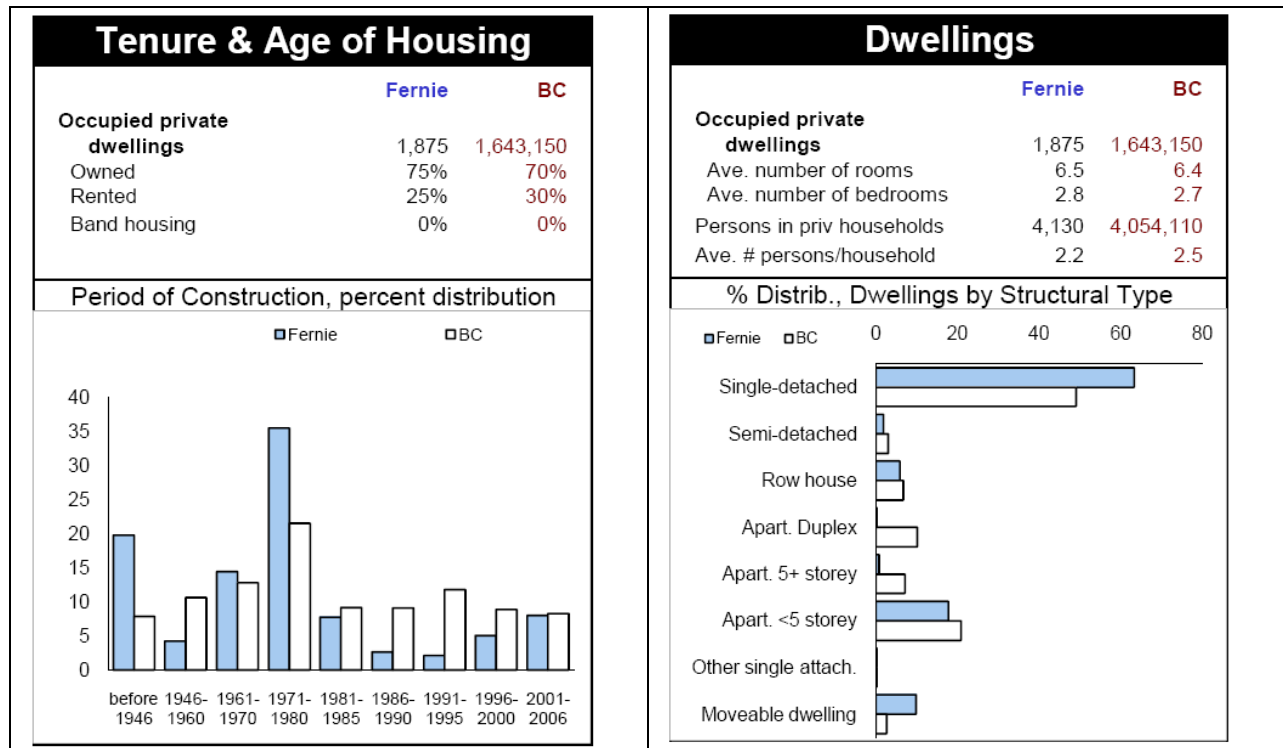 Tenure & Age of Housing
Fernie BC
Occupied private
dwellings 1,875 1,643,150
Owned 75% 70%
Rented 25% 30%
Band housing 0% 0%
Period of Construction, percent distribution
Fernie BC
40
35
30
25
20
15
10
5
0
before 1946- 1961- 1971- 1981- 1986- 1991- 1996- 2001-
1946 1960 1970 1980 1985 1990 1995 2000 2006
Dwellings
Fernie BC
Occupied private
dwellings 1,875 1,643,150
Ave. number of rooms 6.5 6.4
Ave. number of bedrooms 2.8 2.7
Persons in priv households 4,130 4,054,110
Ave. # persons/household 2.2 2.5
% Distrib., Dwellings by Structural Type
Fernie BC 0 20 40 60 80
Single-detached
Semi-detached
Row house
Apart. Duplex
Apart. 5+ storey
Apart. <5 storey
Other single attach.
Moveable dwelling